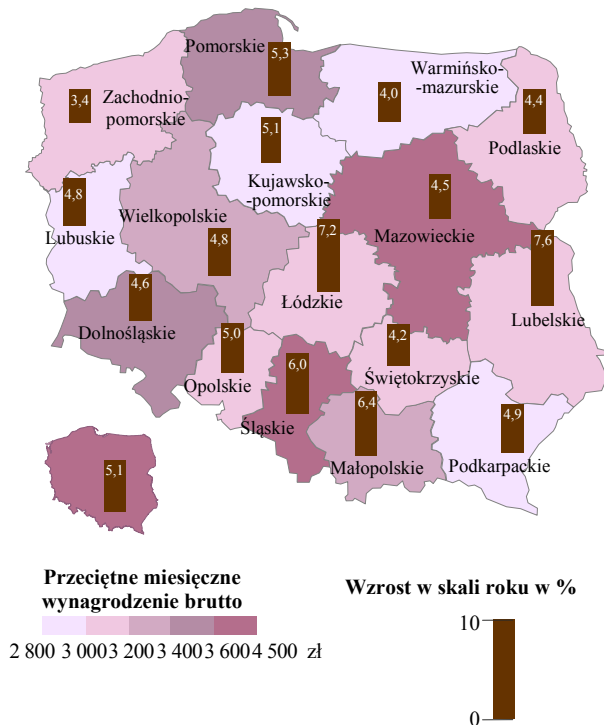 Pomorskie
5,3
Warmińsko-
-mazurskie
4,0
3,4
Zachodnio-
pomorskie
4,4
Podlaskie
5,1
Kujawsko-
-pomorskie
4,8
Lubuskie
Wielkopolskie
4,8
4,5
Mazowieckie
7,2
Łódzkie
7,6
Lubelskie
4,6
Dolnośląskie
5,0
Opolskie
6,0
Śląskie
4,2
Świętokrzyskie
6,4
Małopolskie
4,9
Podkarpackie
5,1
Przeciętne miesięczne
wynagrodzenie brutto
2 800 3 000 3 200 3 400 3 600 4 500 zł
Wzrost w skali roku w %
10
0